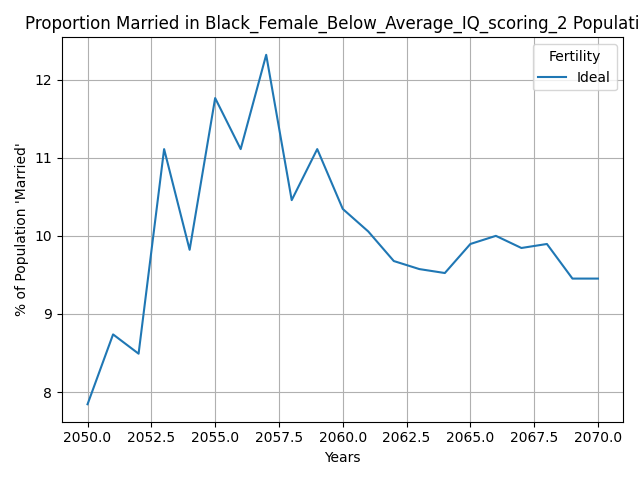 Proportion Married in Black_Female_Below_Average_IQ_scoring_2 Populati
Fertility
Ideal
% of Population 'Married'
12
11
10
9
8
2050.0 2052.5 2055.0 2057.5 2060.0 2062.5 2065.0 2067.5 2070.0
Years